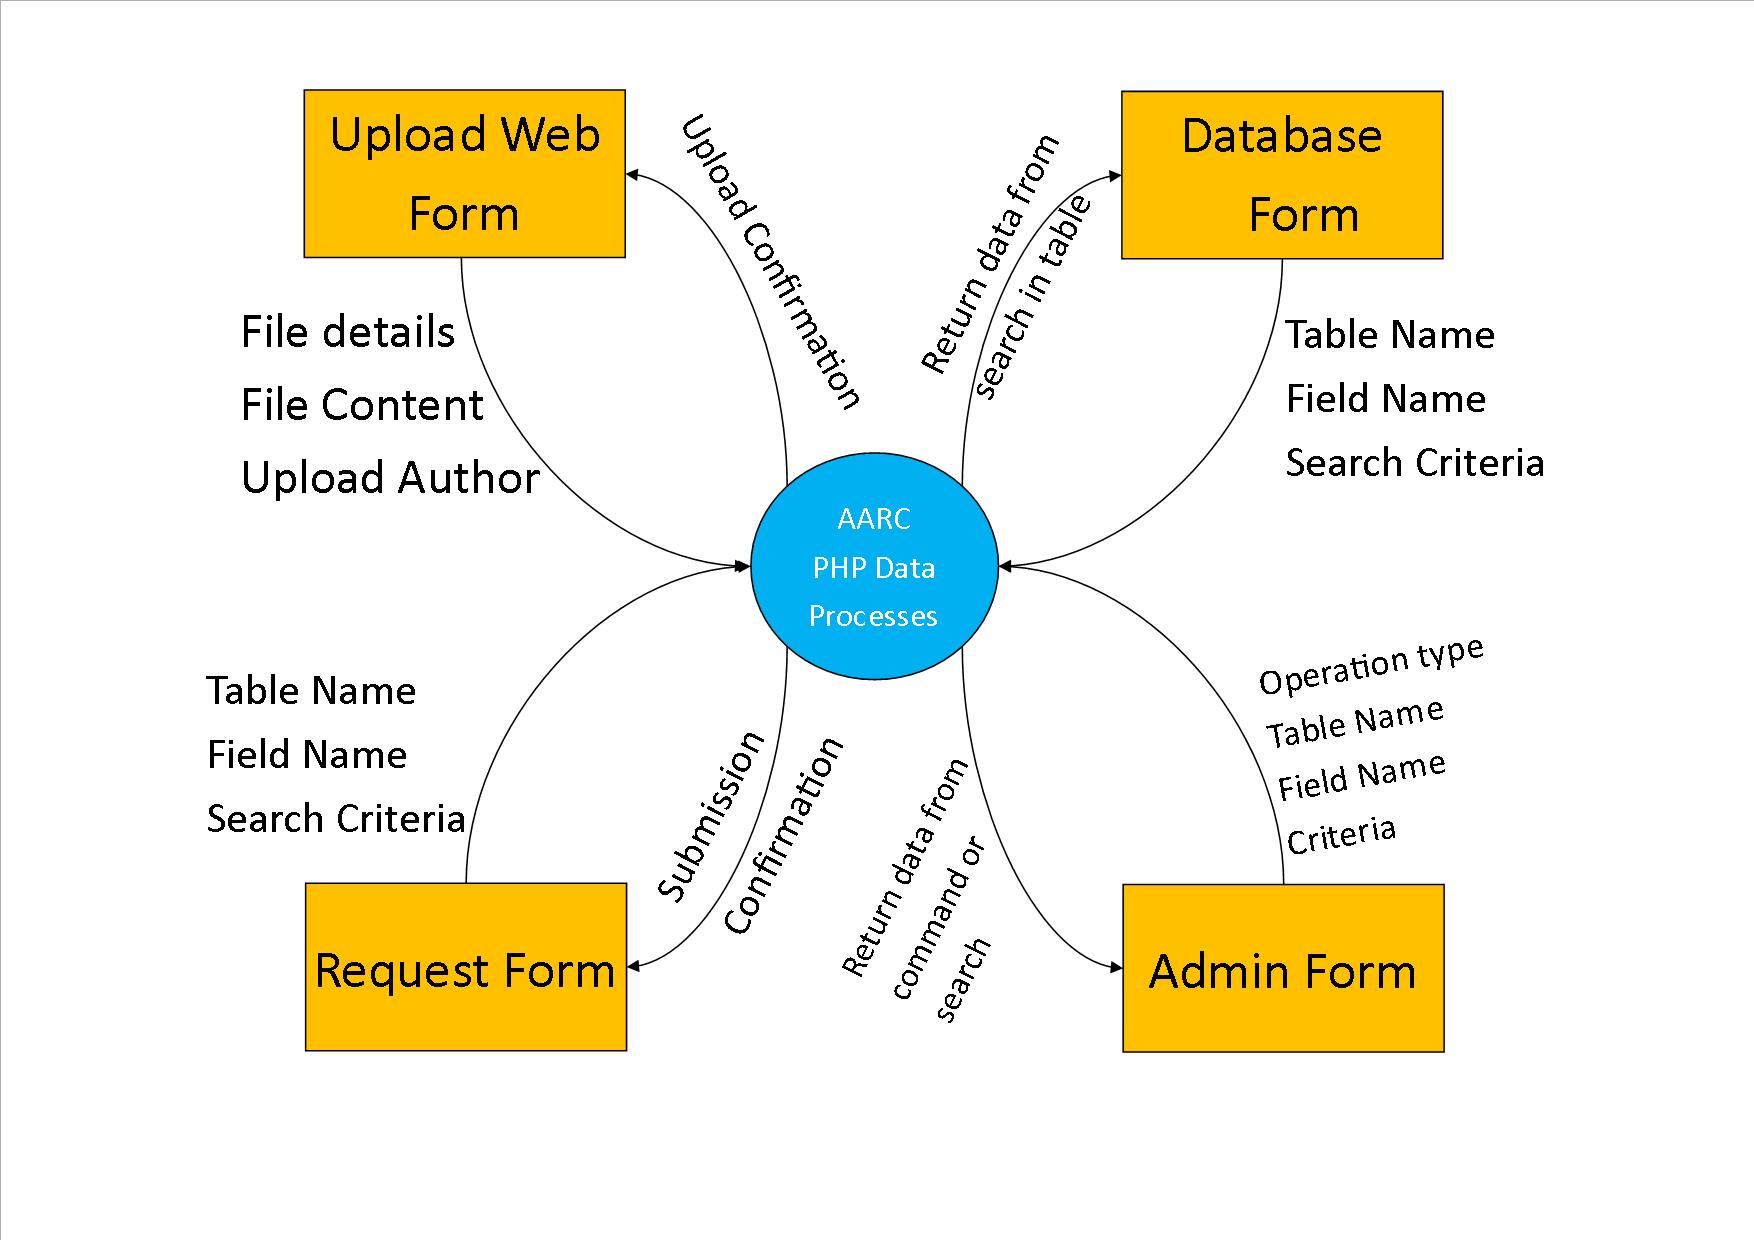 Upload Web
Form
Upload Confirmation
Return data from
search in table
Database
Form
File details
File Content
Upload Author
Table Name
Field Name
Search Criteria
AARC
PHP Data
Processes
Table Name
Field Name
Search Criteria
Submission
Confirmation
Return data from
command or
search
Operation type
Table Name
Field Name
Criteria
Request Form
Admin Form